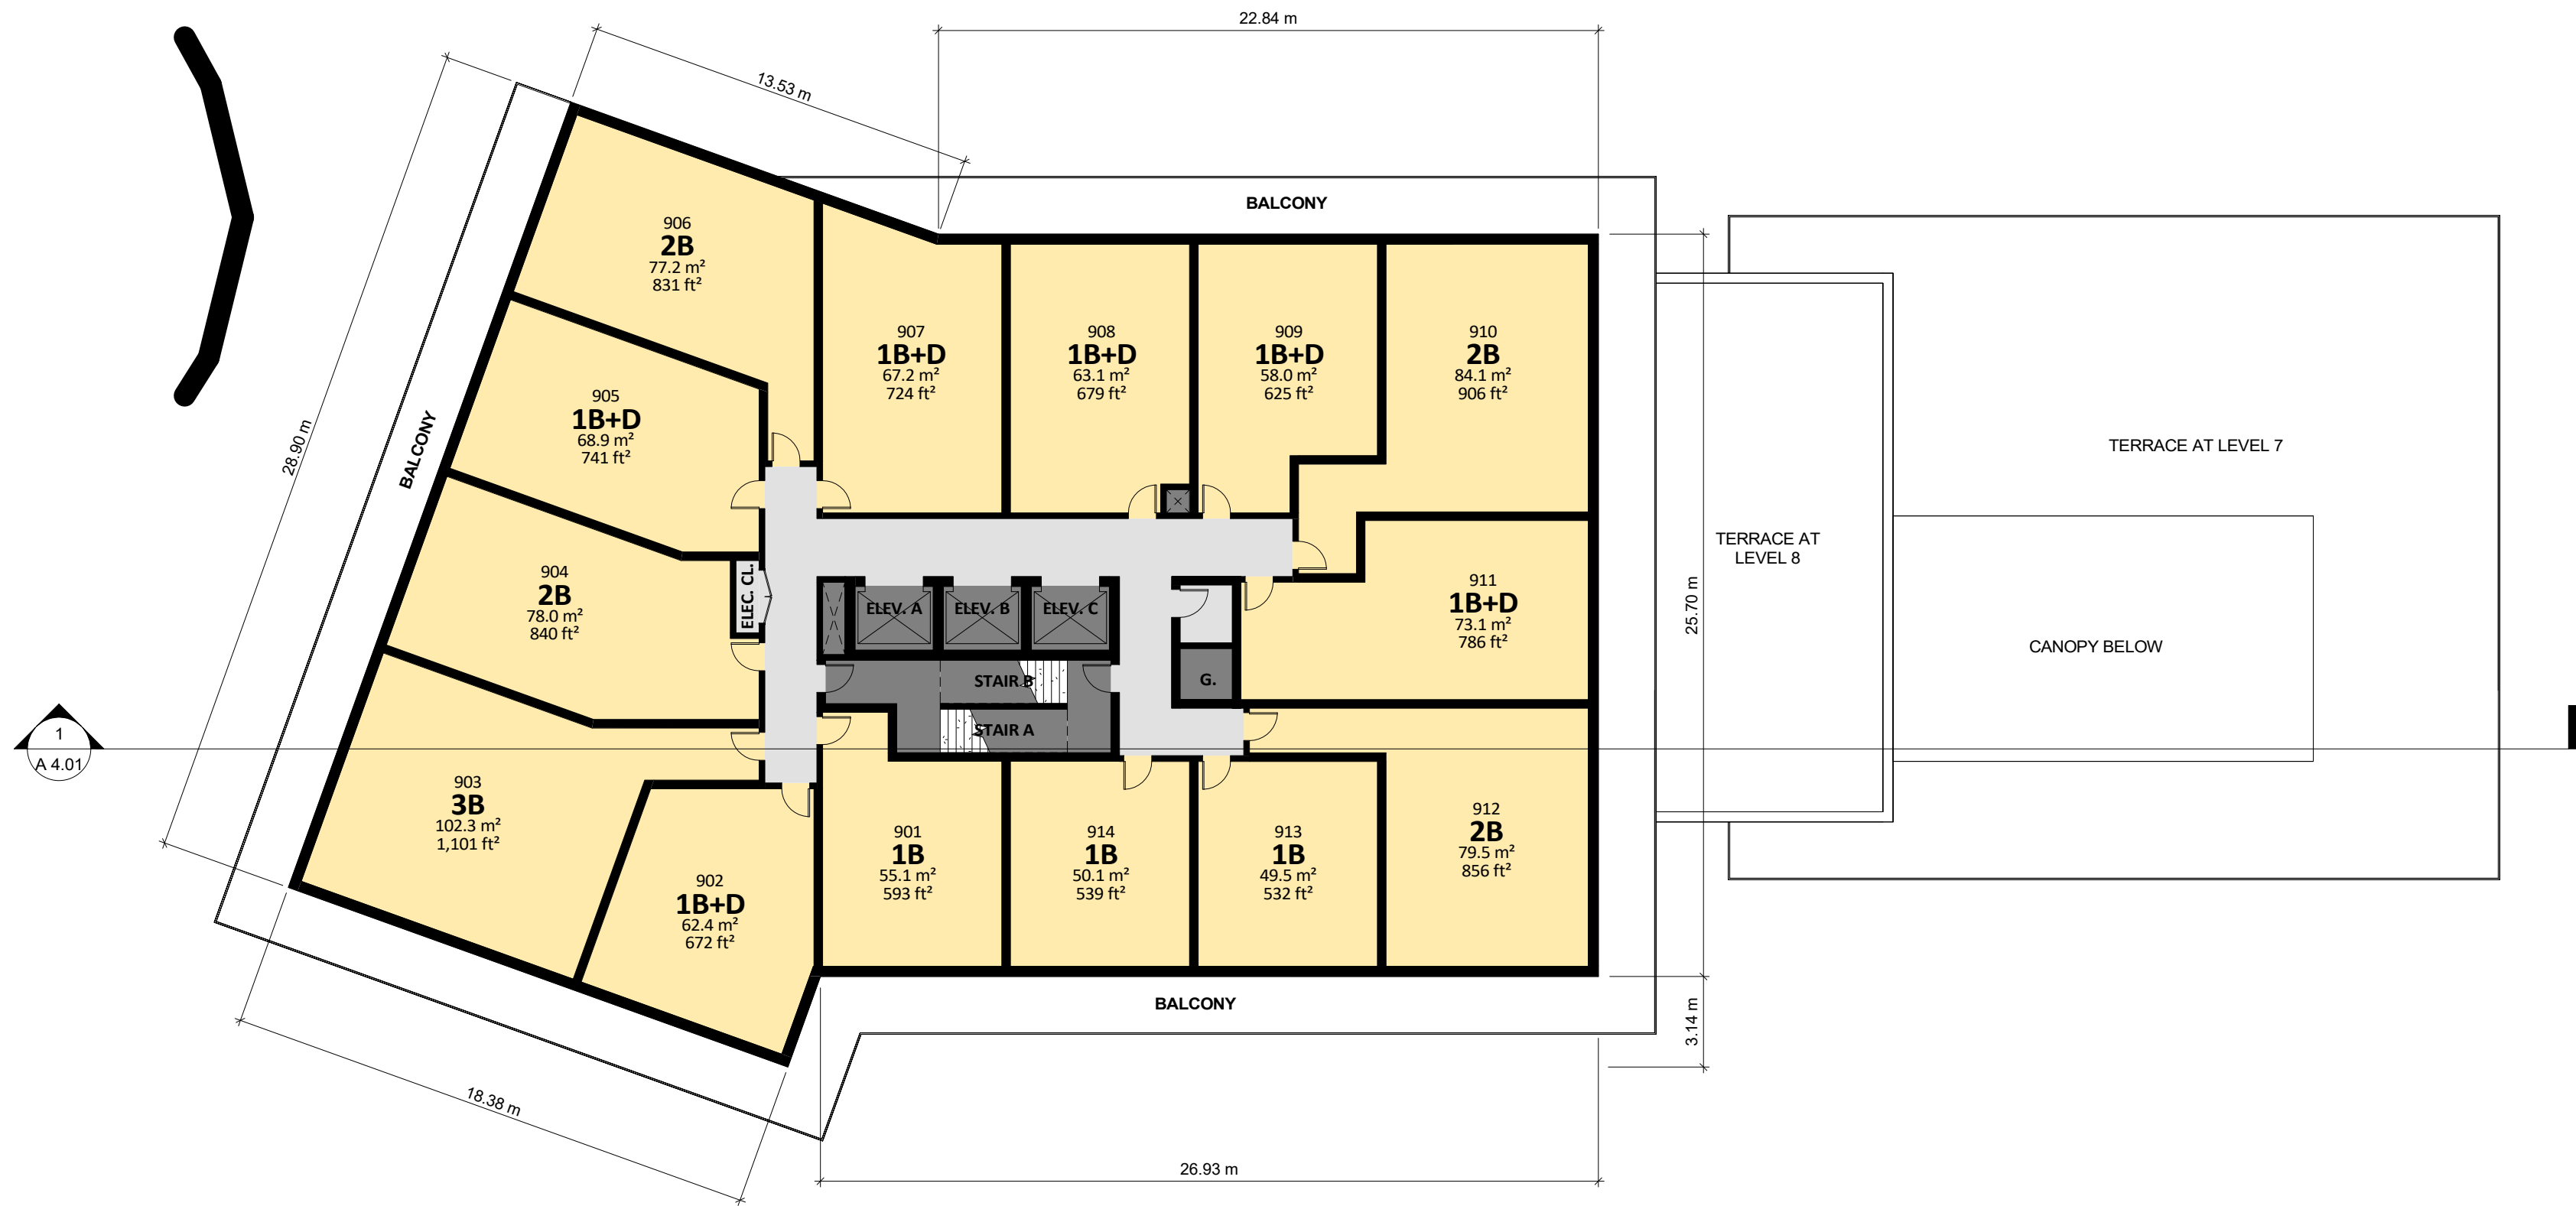 22.84 m
13.53 m
BALCONY
906
2B
77.2 m²
831 ft²
907
1B+D
67.2 m²
724 ft²
908
1B+D
63.1 m²
679 ft²
909
1B+D
58.0 m²
625 ft²
910
2B
84.1 m²
906 ft²
905
1B+D
68.9 m²
741 ft²
28.90 m
BALCONY
TERRACE AT LEVEL 7
TERRACE AT
LEVEL 8
904
2B
78.0 m²
840 ft²
ELEC. CL.
ELEV. A
ELEV. B
ELEV. C
911
1B+D
73.1 m²
786 ft²
25.70 m
CANOPY BELOW
STAIR B
G.
STAIR A
1
A 4.01
903
3B
102.3 m²
1,101 ft²
902
1B+D
62.4 m²
672 ft²
901
1B
55.1 m²
593 ft²
914
1B
50.1 m²
539 ft²
913
1B
49.5 m²
532 ft²
912
2B
79.5 m²
856 ft²
BALCONY
3.14 m
18.38 m
26.93 m